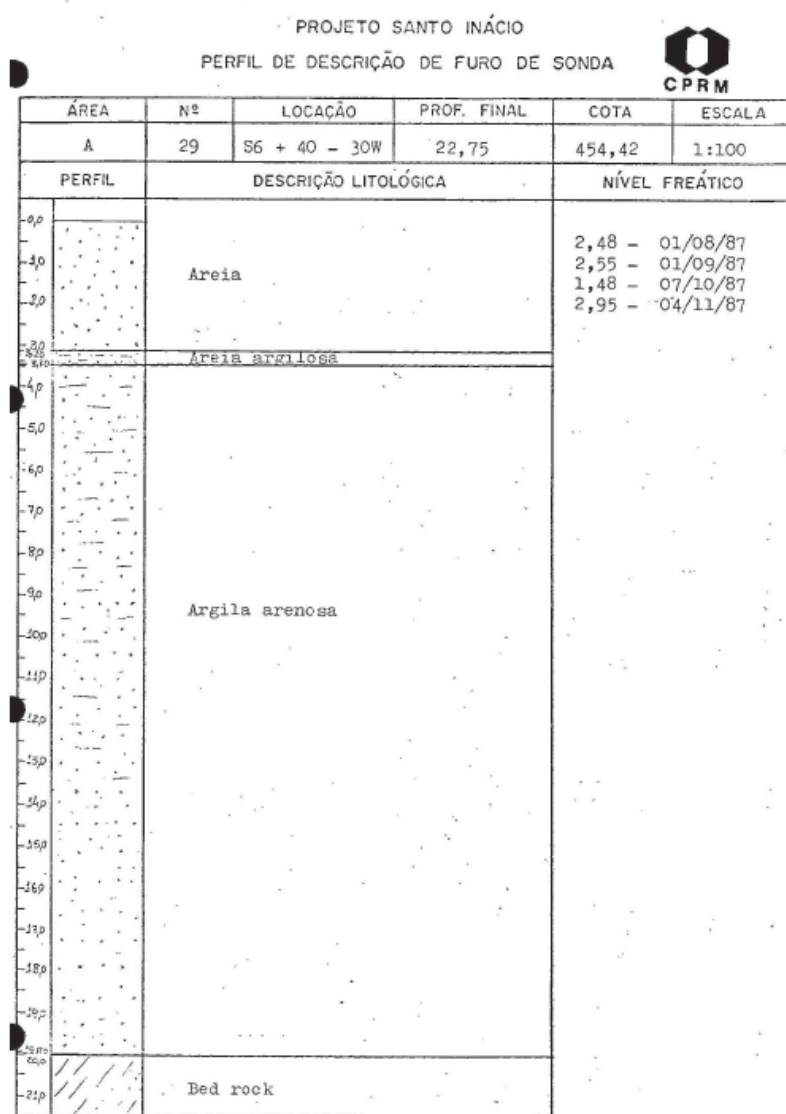 PROJETO SANTO INÁCIO
PERFIL DE DESCRIÇÃO DE FURO DE SONDA
CPRM
ÁREA Nº LOCAÇÃO PROF. FINAL COTA ESCALA
A 29 S6 + 40 - 30W 22,75 454,42 1:100
PERFIL DESCRIÇÃO LITOLÓGICA NÍVEL FREÁTICO
0,0
2,48 - 01/08/87
1,0 Areia 2,55 - 01/09/87
1,48 - 07/10/87
2,0 2,95 - 04/11/87
3,0
Areia argilosa
4,0
5,0
6,0
7,0
8,0
9,0
Argila arenosa
10,0
11,0
12,0
13,0
14,0
15,0
16,0
17,0
18,0
19,0
20,0
21,0 Bed rock